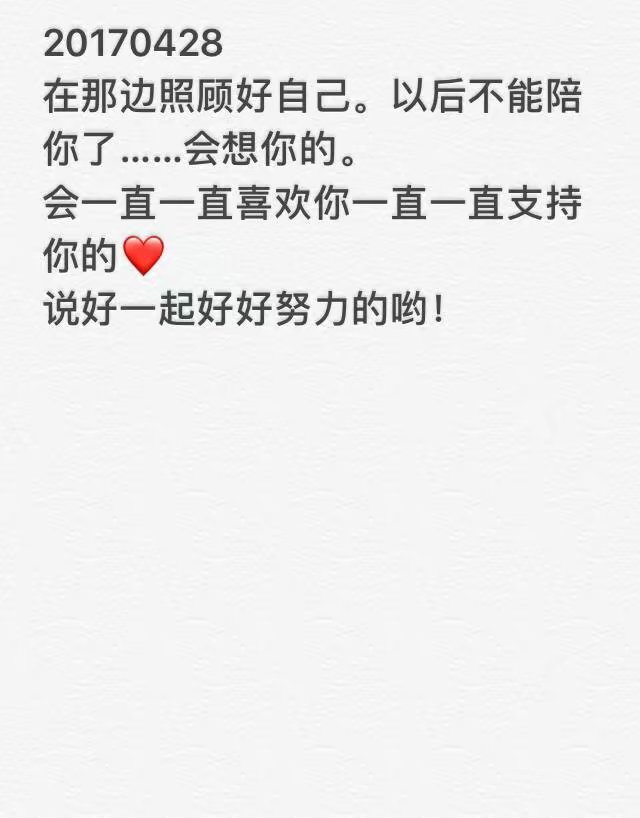 20170428
在那边照顾好自己。以后不能陪
你了……会想你的。
会一直一直喜欢你一直一直支持
你的❤️
说好一起好好努力的哟！